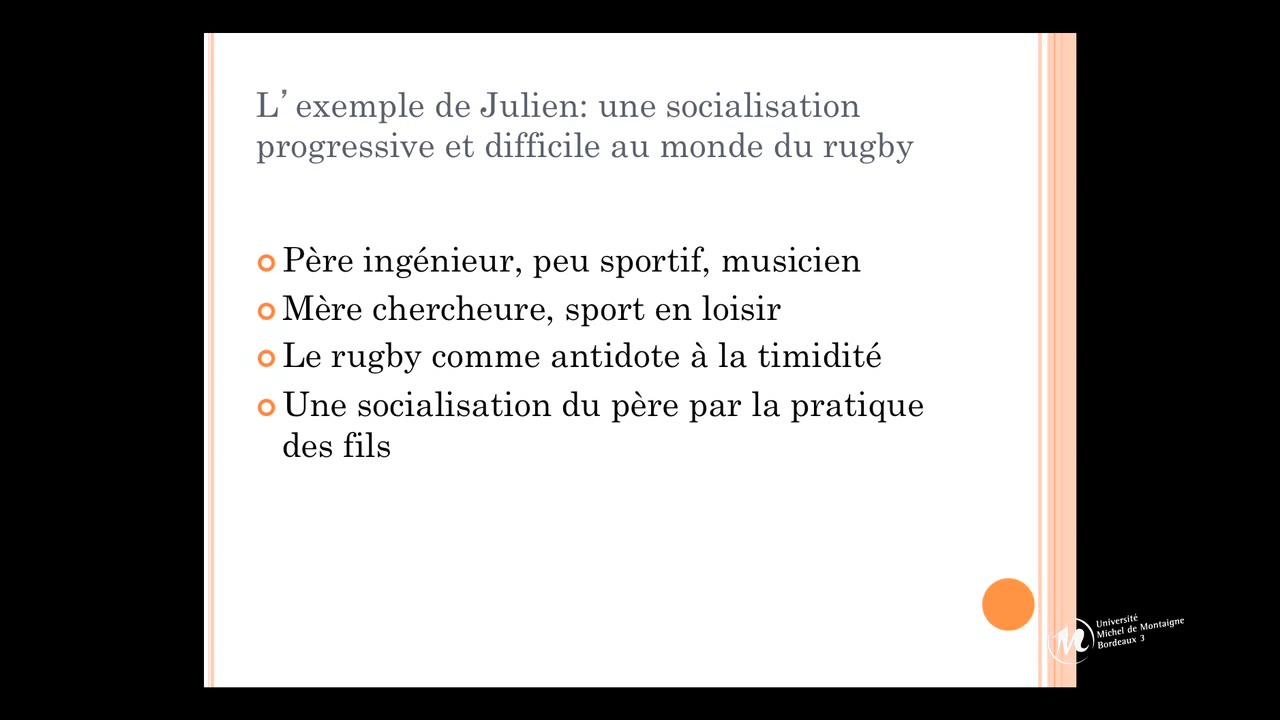 L’exemple de Julien: une socialisation
progressive et difficile au monde du rugby
Père ingénieur, peu sportif, musicien
Mère chercheure, sport en loisir
Le rugby comme antidote à la timidité
Une socialisation du père par la pratique
des fils
Université
Michel de Montaigne
Bordeaux 3